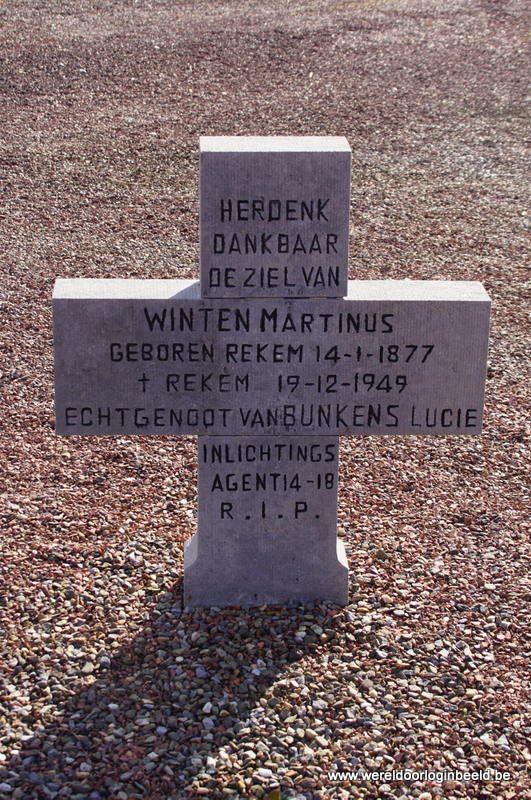 HERDENK
DANKBAAR
DE ZIEL VAN
WINTEN MARTINUS
GEBOREN REKEM 14-1-1877
† REKEM 19-12-1949
ECHTGENOOT VAN BUNKENS LUCIE
INLICHTINGS
AGENT 14-18
R.I.P.
www.wereldoorloginbeeld.be